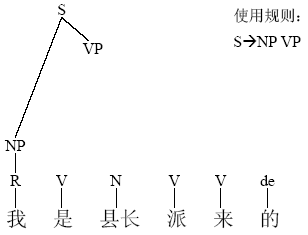 S
使用规则：
VP
S→NP VP
NP
R V N V V de
我 是 县长 派 来 的